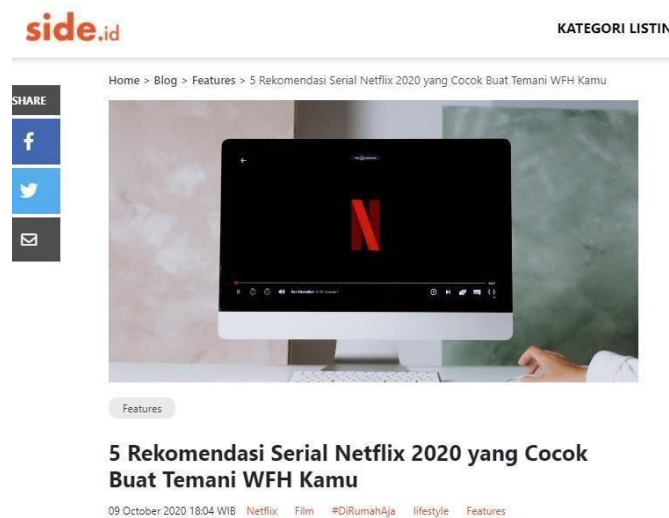 side.id
KATEGORI LISTIN
Home > Blog > Features > 5 Rekomendasi Serial Netflix 2020 yang Cocok Buat Temani WFH Kamu
SHARE
N
Features
5 Rekomendasi Serial Netflix 2020 yang Cocok
Buat Temani WFH Kamu
09 October 2020 18:04 WIB Netflix Film #DiRumahAja lifestyle Features